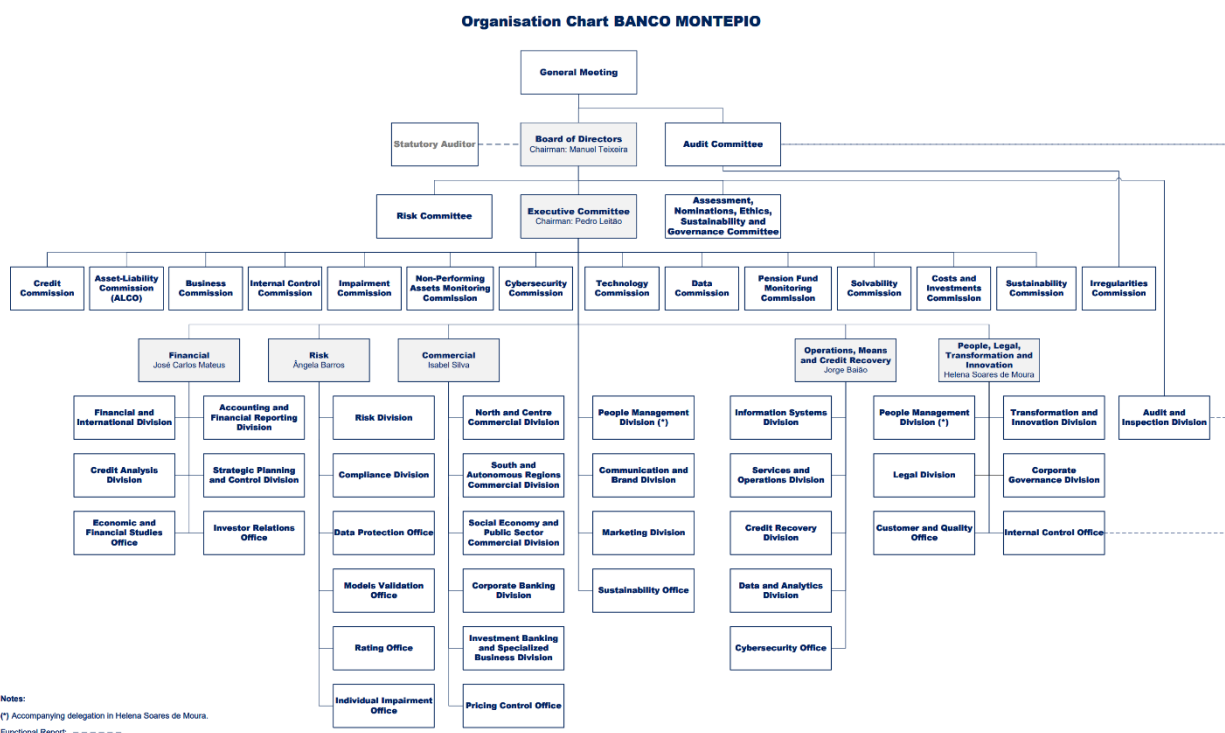 Organisation Chart BANCO MONTEPIO
General Meeting
Statutory Auditor
Board of Directors
Chairman: Manuel Teixeira
Audit Committee
Risk Committee
Executive Committee
Chairman: Pedro Leitão
Assessment,
Nominations, Ethics,
Sustainability and
Governance Committee
Credit
Commission
Asset-Liability
Commission
(ALCO)
Business
Commission
Internal Control
Commission
Impairment
Commission
Non-Performing
Assets Monitoring
Commission
Cybersecurity
Commission
Technology
Commission
Data
Commission
Pension Fund
Monitoring
Commission
Solvability
Commission
Costs and
Investments
Commission
Sustainability
Commission
Irregularities
Commission
Financial
José Carlos Mateus
Risk
Ângela Barros
Commercial
Isabel Silva
Operations, Means
and Credit Recovery
Jorge Baião
People, Legal,
Transformation and
Innovation
Helena Soares de Moura
Financial and
International Division
Accounting and
Financial Reporting
Division
Risk Division
North and Centre
Commercial Division
People Management
Division (*)
Information Systems
Division
People Management
Division (*)
Transformation and
Innovation Division
Audit and
Inspection Division
Credit Analysis
Division
Strategic Planning
and Control Division
Compliance Division
South and
Autonomous Regions
Commercial Division
Communication and
Brand Division
Services and
Operations Division
Legal Division
Corporate
Governance Division
Economic and
Financial Studies
Office
Investor Relations
Office
Data Protection Office
Social Economy and
Public Sector
Commercial Division
Marketing Division
Credit Recovery
Division
Customer and Quality
Office
Internal Control Office
Models Validation
Office
Corporate Banking
Division
Sustainability Office
Data and Analytics
Division
Rating Office
Investment Banking
and Specialized
Business Division
Cybersecurity Office
Individual Impairment
Office
Pricing Control Office
Notes:
(*) Accompanying delegation in Helena Soares de Moura.
Functional Report: